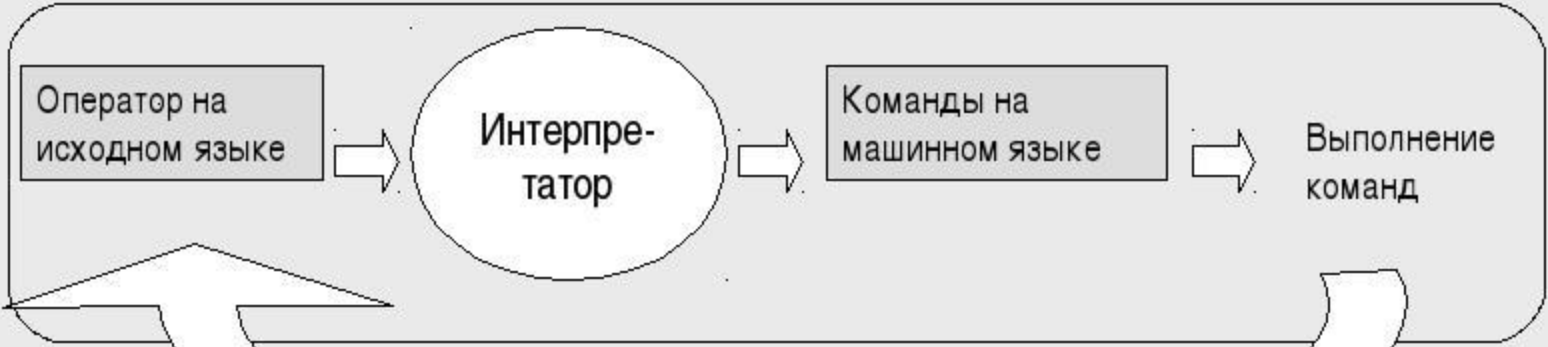 Оператор на
исходном языке
Интерпре-
татор
Команды на
машинном языке
Выполнение
команд